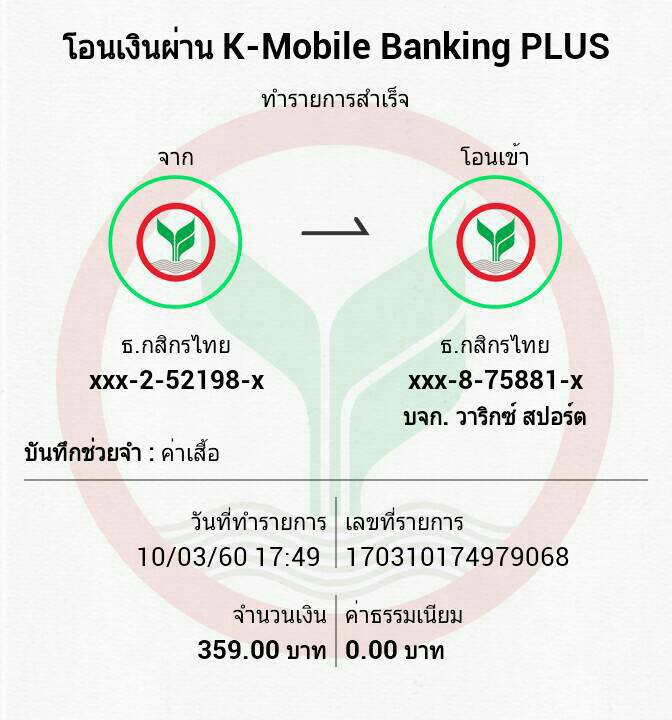 โอนเงินผ่าน K-Mobile Banking PLUS
ทำรายการสำเร็จ
จาก
โอนเข้า
ธ.กสิกรไทย
xxx-2-52198-x
ธ.กสิกรไทย
xxx-8-75881-x
บจก. วาริกซ์ สปอร์ต
บันทึกช่วยจำ : ค่าเสื้อ
วันที่ทำรายการ
10/03/60 17:49
เลขที่รายการ
170310174979068
จำนวนเงิน
359.00 บาท
ค่าธรรมเนียม
0.00 บาท